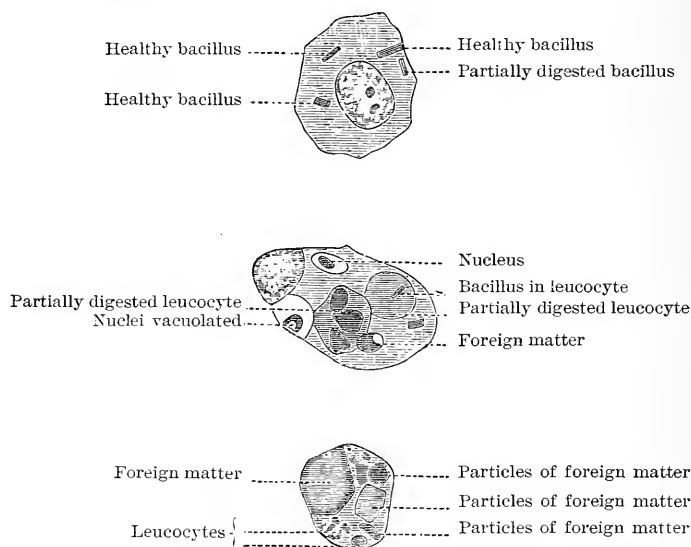 Healthy bacillus
Healthy bacillus
Healthy bacillus
Partially digested bacillus
Nucleus
Bacillus in leucocyte
Partially digested leucocyte
Nuclei vacuolated
Partially digested leucocyte
Foreign matter
Foreign matter
Leucocytes
Particles of foreign matter
Particles of foreign matter
Particles of foreign matter